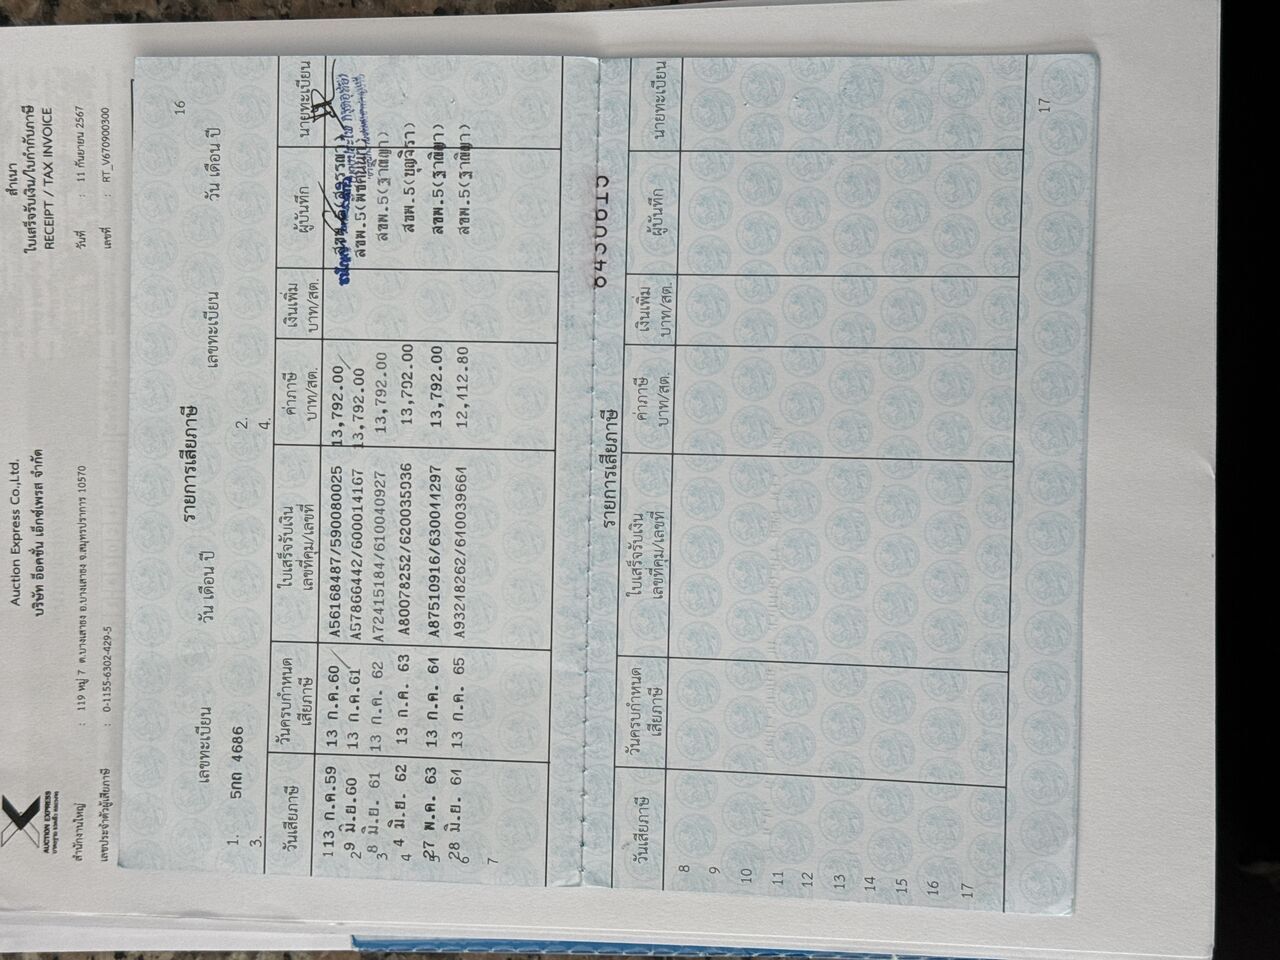 สำเนา
ใบเสร็จรับเงิน/ใบกำกับภาษี
RECEIPT / TAX INVOICE
Auction Express Co.,Ltd.
บริษัท อ๊อคชั่น เอ็กซ์เพรส จำกัด
AUCTION EXPRESS
สำนักงานใหญ่ : 119 หมู่ 7 ต.บางเสาธง อ.บางเสาธง จ.สมุทรปราการ 10570
วันที่ : 11 กันยายน 2567
เลขประจำตัวผู้เสียภาษี : 0-1155-6302-429-5
เลขที่ : RT_V670900300
16
รายการเสียภาษี
เลขทะเบียน วัน เดือน ปี เลขทะเบียน วัน เดือน ปี
1. 5กถ 4686 2.
3. 4.
วันเสียภาษี วันครบกำหนดเสียภาษี ใบเสร็จรับเงิน เลขที่คุม/เลขที่ ค่าภาษี บาท/สต. เงินเพิ่ม บาท/สต. ผู้บันทึก นายทะเบียน
1 13 ก.ค.59 13 ก.ค.60 A56168487/590080025 13,792.00
2 9 มิ.ย.60 13 ก.ค.61 A57866442/6000014167 13,792.00 สขพ.5
3 8 มิ.ย. 61 13 ก.ค. 62 A72415184/610040927 13,792.00 สขพ.5(ฐาณิญา)
4 4 มิ.ย. 62 13 ก.ค. 63 A80078252/620035036 13,792.00 สขพ.5(บุญจิรา)
5 27 พ.ค. 63 13 ก.ค. 64 A87510916/630041297 13,792.00 สขพ.5(ฐาณิญา)
6 28 มิ.ย. 64 13 ก.ค. 65 A93248262/640039664 12,412.80 สขพ.5(ฐาณิญา)
7
รายการเสียภาษี
วันเสียภาษี วันครบกำหนดเสียภาษี ใบเสร็จรับเงิน เลขที่คุม/เลขที่ ค่าภาษี บาท/สต. เงินเพิ่ม บาท/สต. ผู้บันทึก นายทะเบียน
8
9
10
11
12
13
14
15
16
17
17